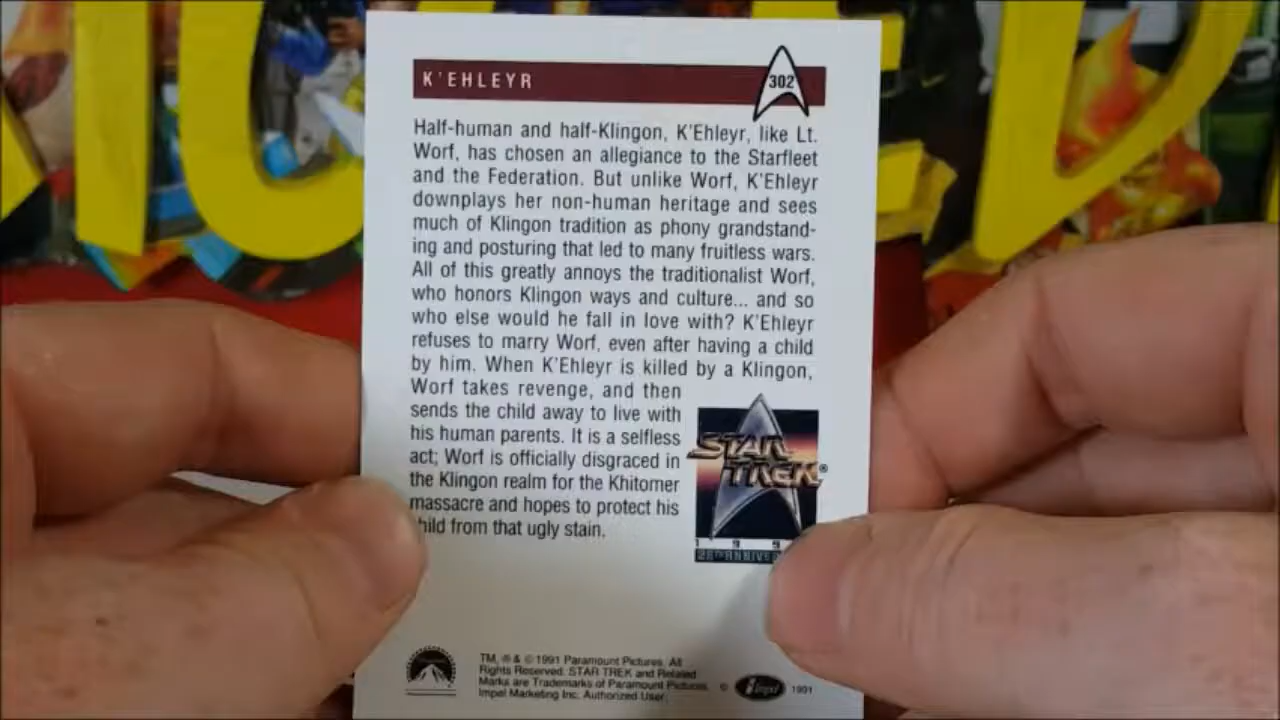 K'EHLEYR
302
Half-human and half-Klingon, K'Ehleyr, like Lt.
Worf, has chosen an allegiance to the Starfleet
and the Federation. But unlike Worf, K'Ehleyr
downplays her non-human heritage and sees
much of Klingon tradition as phony grandstand-
ing and posturing that led to many fruitless wars.
All of this greatly annoys the traditionalist Worf,
who honors Klingon ways and culture... and so
who else would he fall in love with? K'Ehleyr
refuses to marry Worf, even after having a child
by him. When K'Ehleyr is killed by a Klingon,
Worf takes revenge, and then
sends the child away to live with
his human parents. It is a selfless
act; Worf is officially disgraced in
the Klingon realm for the Khitomer
massacre and hopes to protect his
hild from that ugly stain.
STAR
TREK®
1 9 9
25TH ANNIVE
TM, ® & © 1991 Paramount Pictures. All
Rights Reserved. STAR TREK and Related
Marks are Trademarks of Paramount Pictures.
Impel Marketing Inc. Authorized User.
© Impel 1991